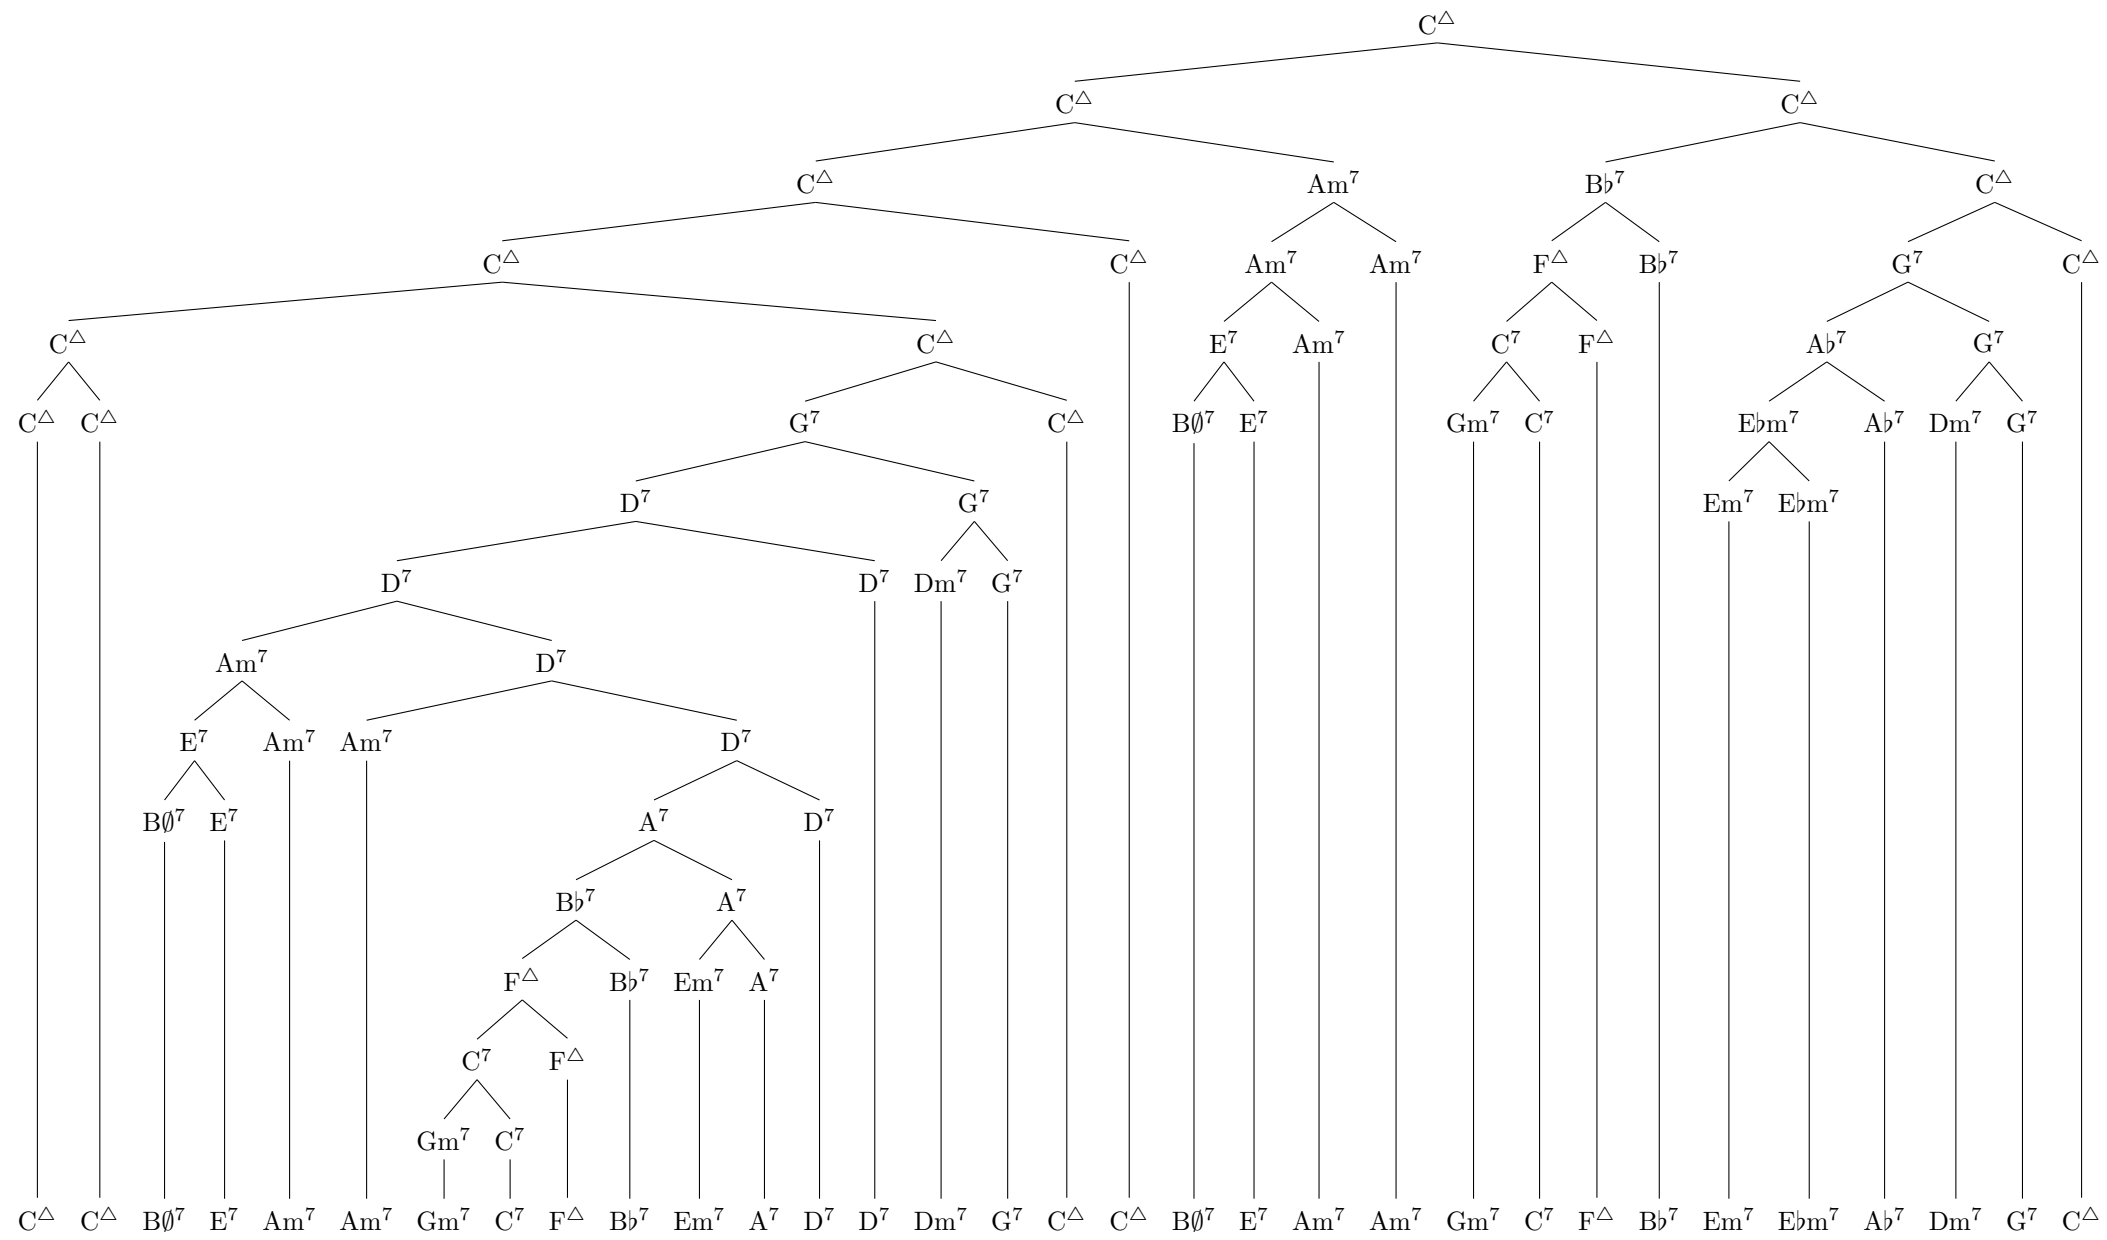 C△
C△ C△
C△ Am⁷ B♭⁷ C△
C△ C△ Am⁷ Am⁷ F△ B♭⁷ G⁷ C△
C△ C△ E⁷ Am⁷ C⁷ F△ A♭⁷ G⁷
C△ C△ G⁷ C△ B∅⁷ E⁷ Gm⁷ C⁷ E♭m⁷ A♭⁷ Dm⁷ G⁷
D⁷ G⁷ Em⁷ E♭m⁷
D⁷ D⁷ Dm⁷ G⁷
Am⁷ D⁷
E⁷ Am⁷ Am⁷ D⁷
B∅⁷ E⁷ A⁷ D⁷
B♭⁷ A⁷
F△ B♭⁷ Em⁷ A⁷
C⁷ F△
Gm⁷ C⁷
C△ C△ B∅⁷ E⁷ Am⁷ Am⁷ Gm⁷ C⁷ F△ B♭⁷ Em⁷ A⁷ D⁷ D⁷ Dm⁷ G⁷ C△ C△ B∅⁷ E⁷ Am⁷ Am⁷ Gm⁷ C⁷ F△ B♭⁷ Em⁷ E♭m⁷ A♭⁷ Dm⁷ G⁷ C△